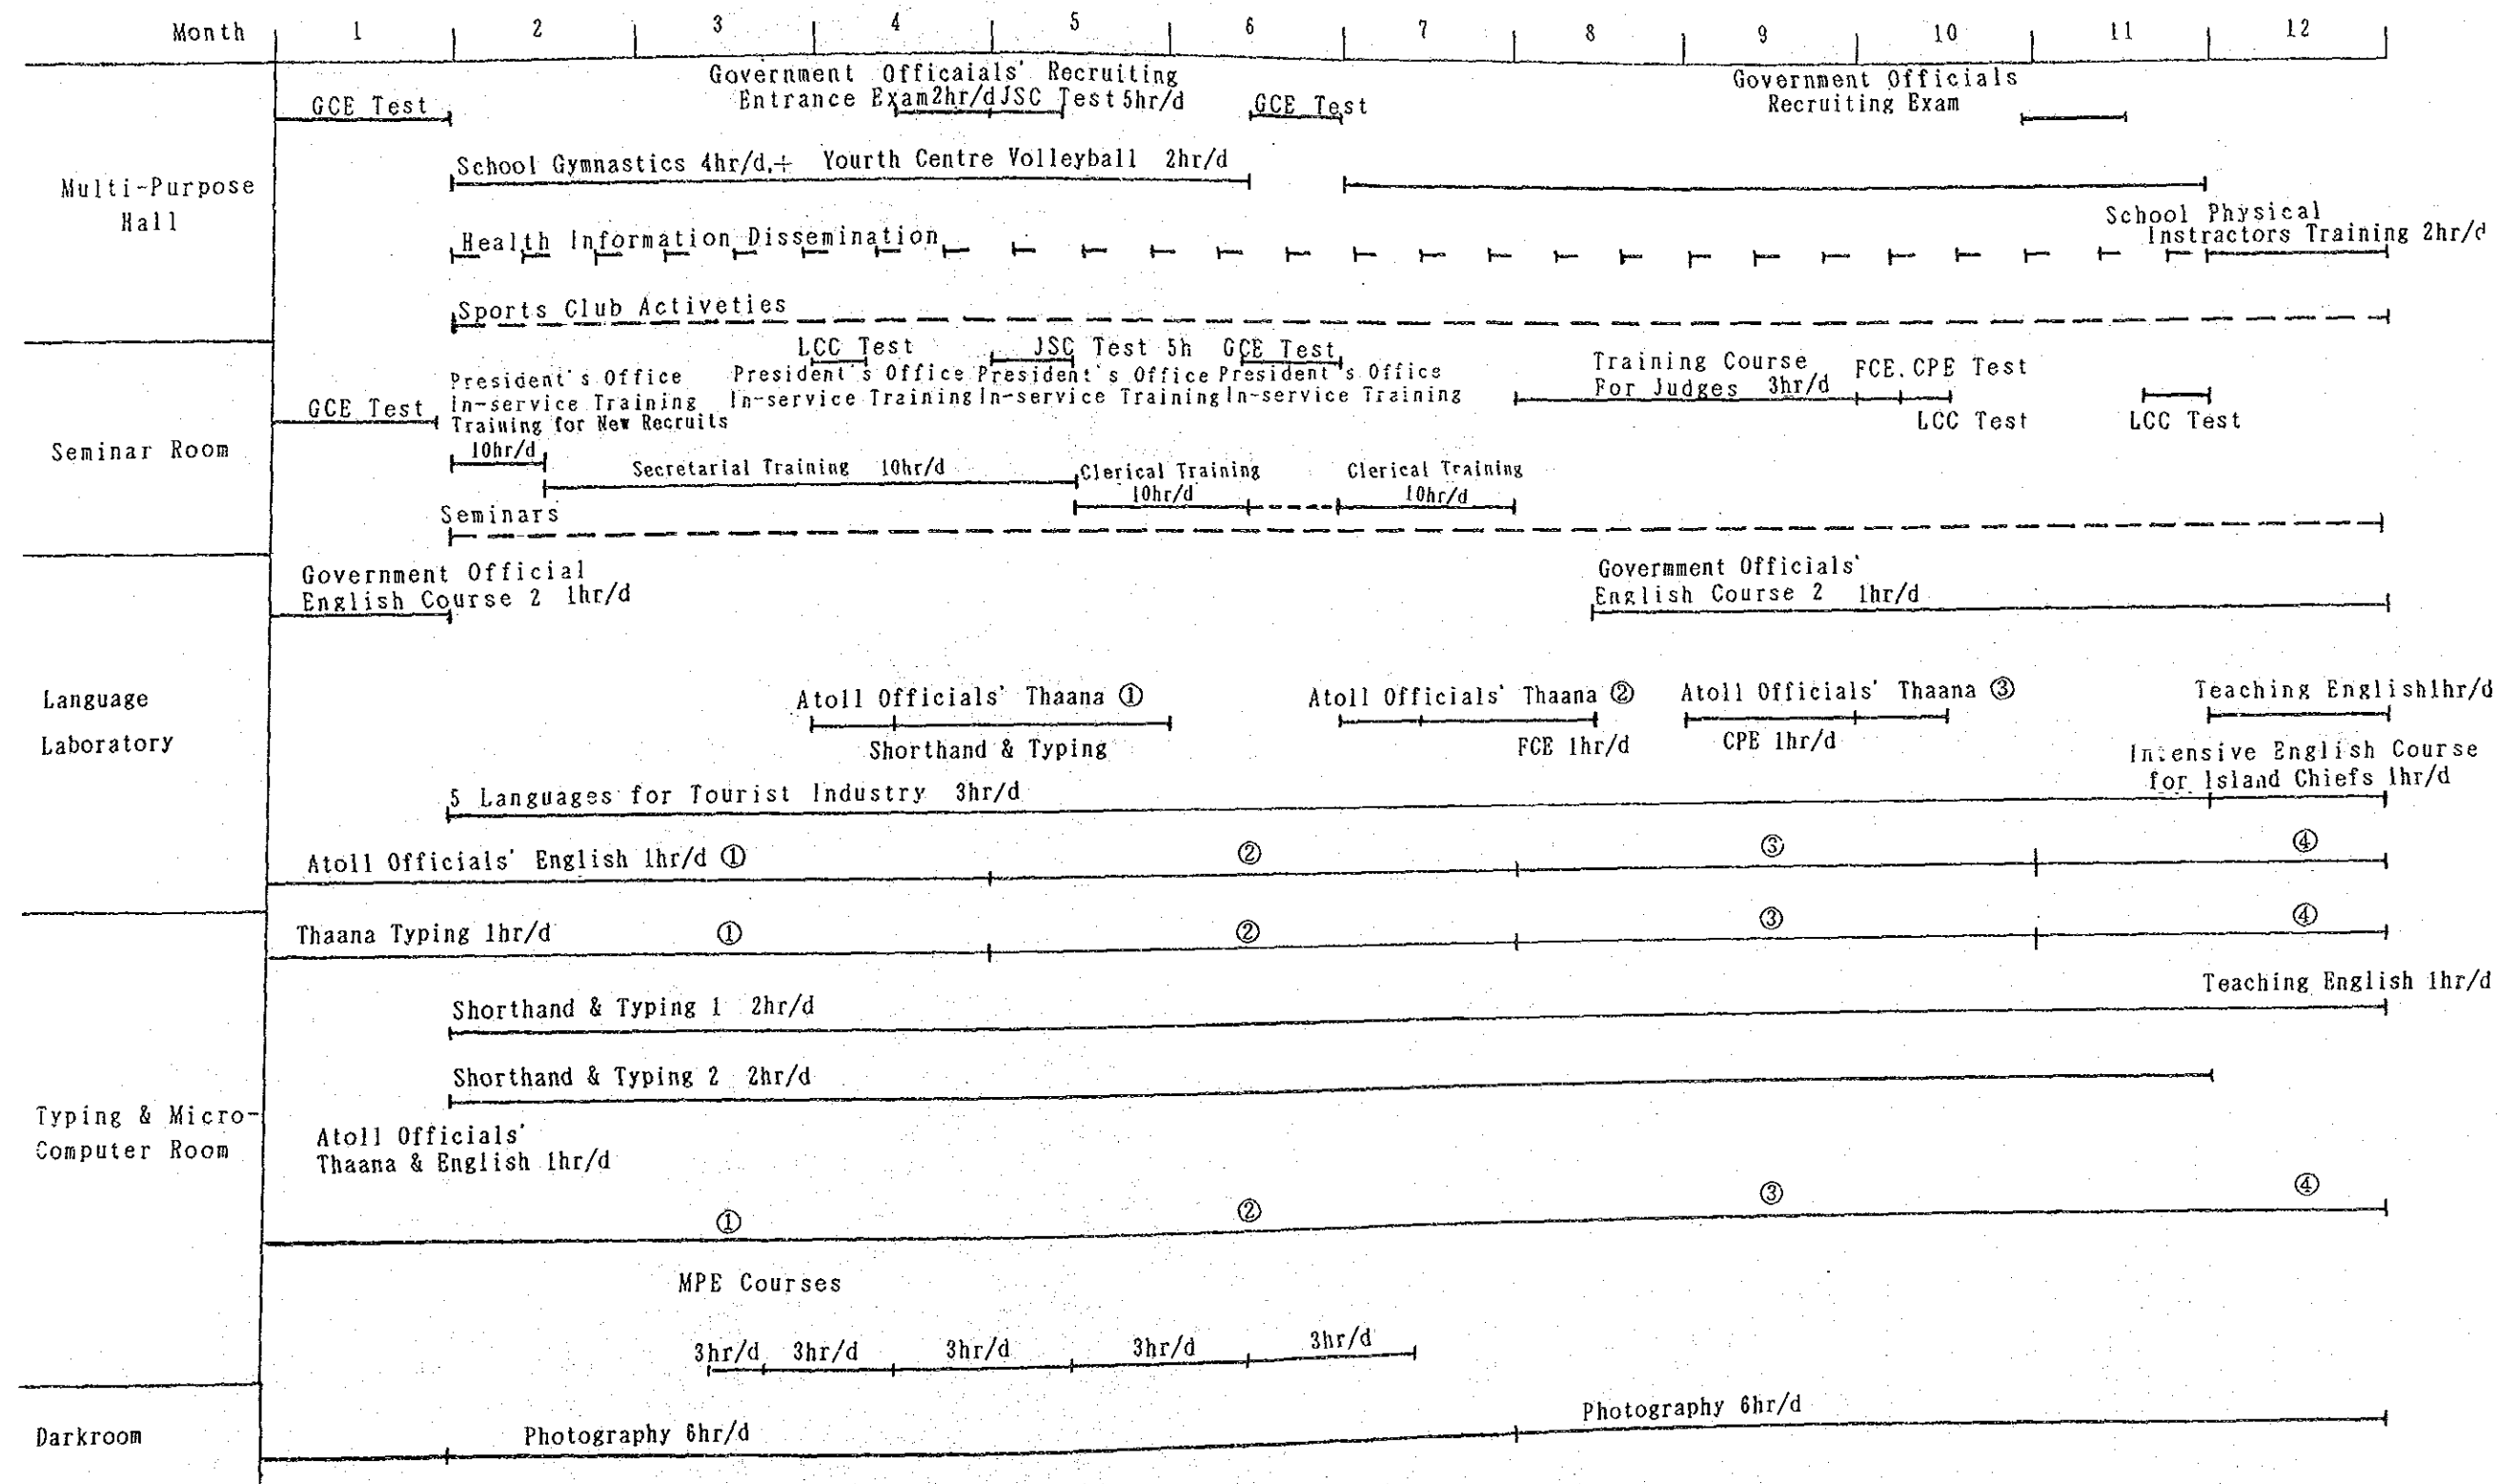 Month 1 2 3 4 5 6 7 8 9 10 11 12
Multi-Purpose
Hall
GCE Test
Government Officaials' Recruiting
Entrance Exam2hr/d JSC Test 5hr/d
GCE Test
Government Officials
Recruiting Exam
School Gymnastics 4hr/d.+ Yourth Centre Volleyball 2hr/d
Health Information Dissemination
School Physical
Instractors Training 2hr/d
Sports Club Activeties
Seminar Room
GCE Test
LCC Test
JSC Test 5h
GCE Test
President's Office
In-service Training
Training for New Recruits
10hr/d
President's Office
In-service Training
President's Office
In-service Training
President's Office
In-service Training
Training Course
For Judges 3hr/d
FCE. CPE Test
LCC Test
LCC Test
Secretarial Training 10hr/d
Clerical Training
10hr/d
Clerical Training
10hr/d
Seminars
Language
Laboratory
Government Official
English Course 2 1hr/d
Govermment Officials'
English Course 2 1hr/d
Atoll Officials' Thaana ①
Shorthand & Typing
Atoll Officials' Thaana ②
FCE 1hr/d
Atoll Officials' Thaana ③
CPE 1hr/d
Teaching English1hr/d
Intensive English Course
for Island Chiefs 1hr/d
5 Languages for Tourist Industry 3hr/d
Atoll Officials' English 1hr/d ① ② ③ ④
Typing & Micro-
Computer Room
Thaana Typing 1hr/d ① ② ③ ④
Teaching English 1hr/d
Shorthand & Typing 1 2hr/d
Shorthand & Typing 2 2hr/d
Atoll Officials'
Thaana & English 1hr/d
① ② ③ ④
MPE Courses
3hr/d 3hr/d 3hr/d 3hr/d 3hr/d
Darkroom
Photography 6hr/d
Photography 6hr/d